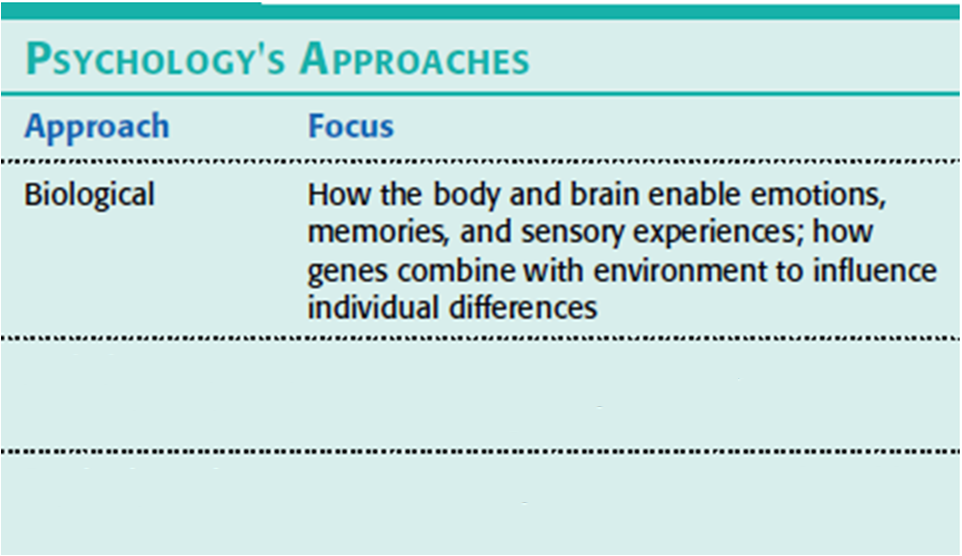 PSYCHOLOGY'S APPROACHES
Approach Focus
Biological How the body and brain enable emotions,
memories, and sensory experiences; how
genes combine with environment to influence
individual differences